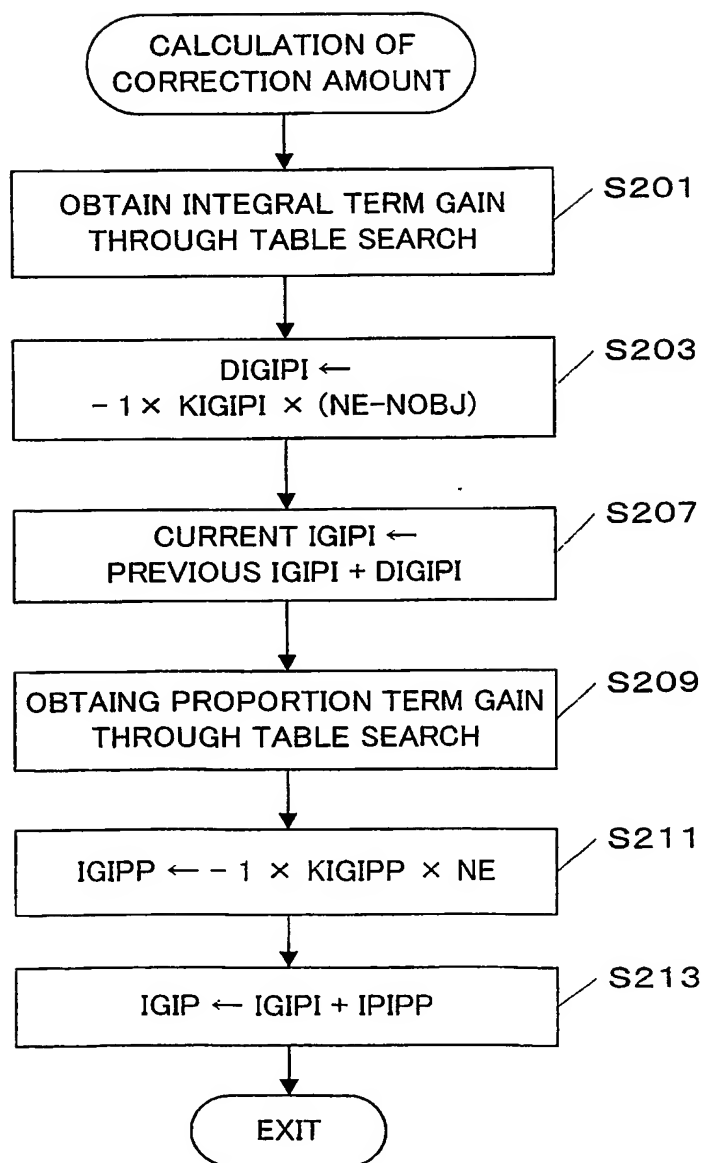 CALCULATION OF
CORRECTION AMOUNT
OBTAIN INTEGRAL TERM GAIN
THROUGH TABLE SEARCH
S201
DIGIPI ←
- 1 × KIGIPI × (NE-NOBJ)
S203
CURRENT IGIPI ←
PREVIOUS IGIPI + DIGIPI
S207
OBTAING PROPORTION TERM GAIN
THROUGH TABLE SEARCH
S209
IGIPP ← - 1 × KIGIPP × NE
S211
IGIP ← IGIPI + IPIPP
S213
EXIT